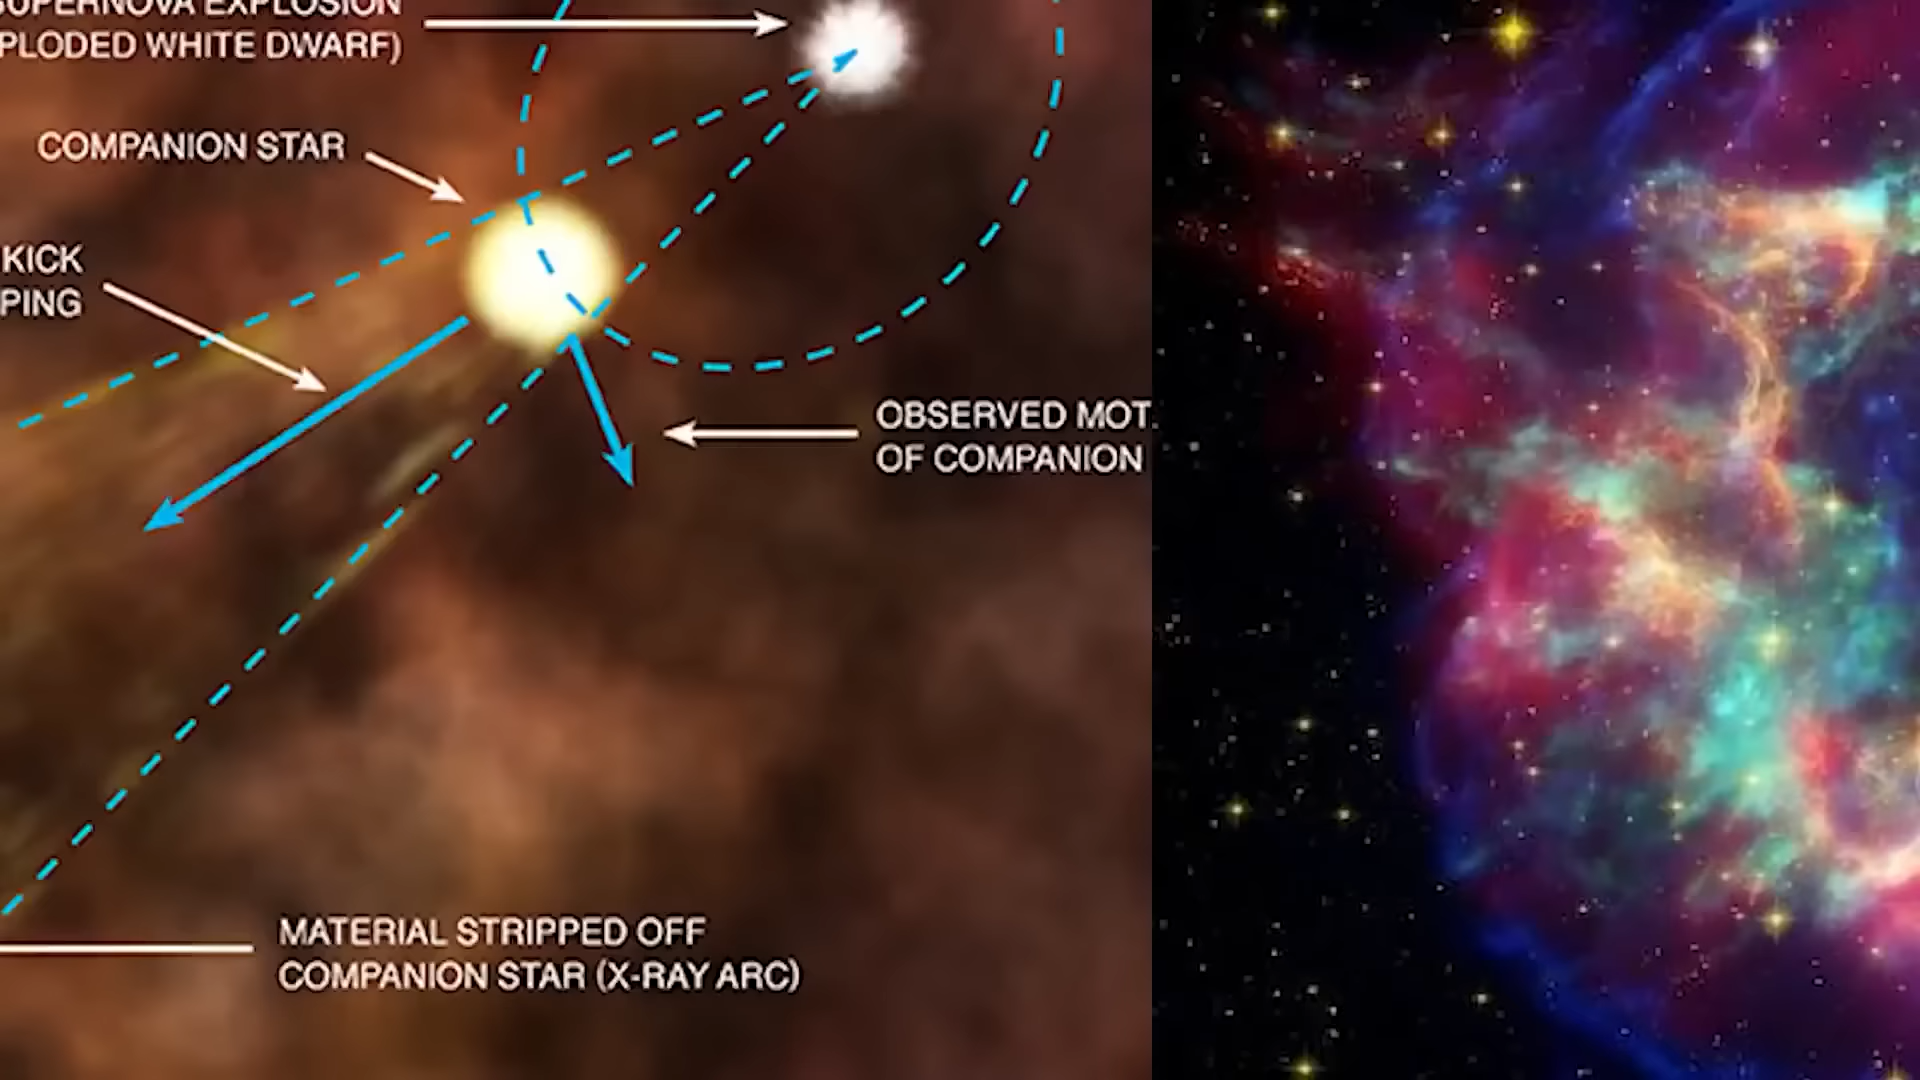 SUPERNOVA EXPLOSION
PLODED WHITE DWARF)
COMPANION STAR
KICK
PING
OBSERVED MOT
OF COMPANION
MATERIAL STRIPPED OFF
COMPANION STAR (X-RAY ARC)